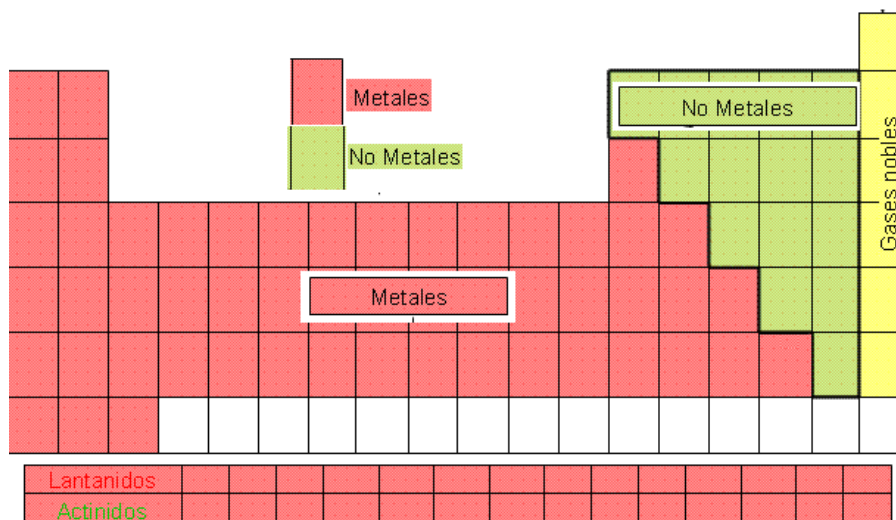 Metales
No Metales
No Metales
Gases nobles
Metales
Lantanidos
Actinidos